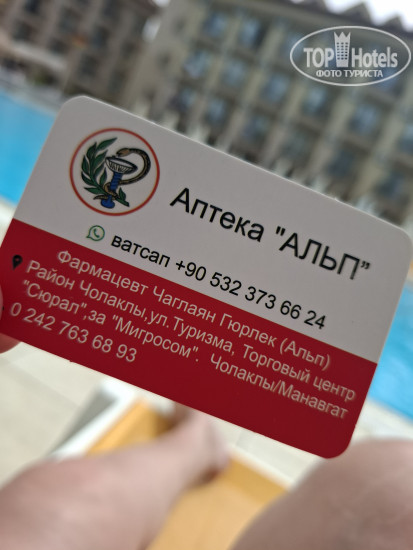 TOP Hotels
ФОТО ТУРИСТА
Аптека "АЛЬП"
ватсап +90 532 373 66 24
Фармацевт Чаглаян Гюрлек (Альп)
Район Чолаклы,ул.Туризма, Торговый центр
"Сюрал",за "Мигросом". Чолаклы/Манавгат
0 242 763 68 93